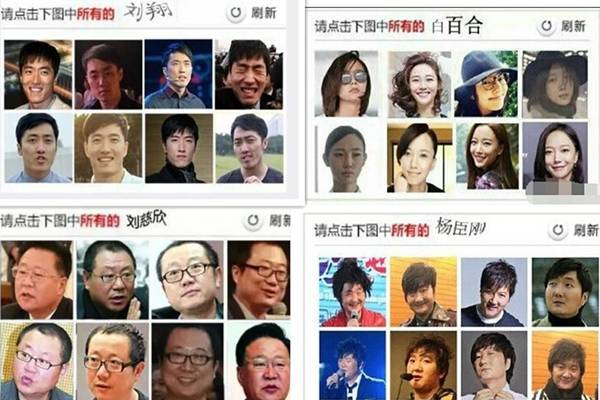 请点击下图中所有的 刘翔 刷新
请点击下图中所有的 白百合 刷新
请点击下图中所有的 刘慈欣 刷新
请点击下图中所有的 杨臣刚 刷新